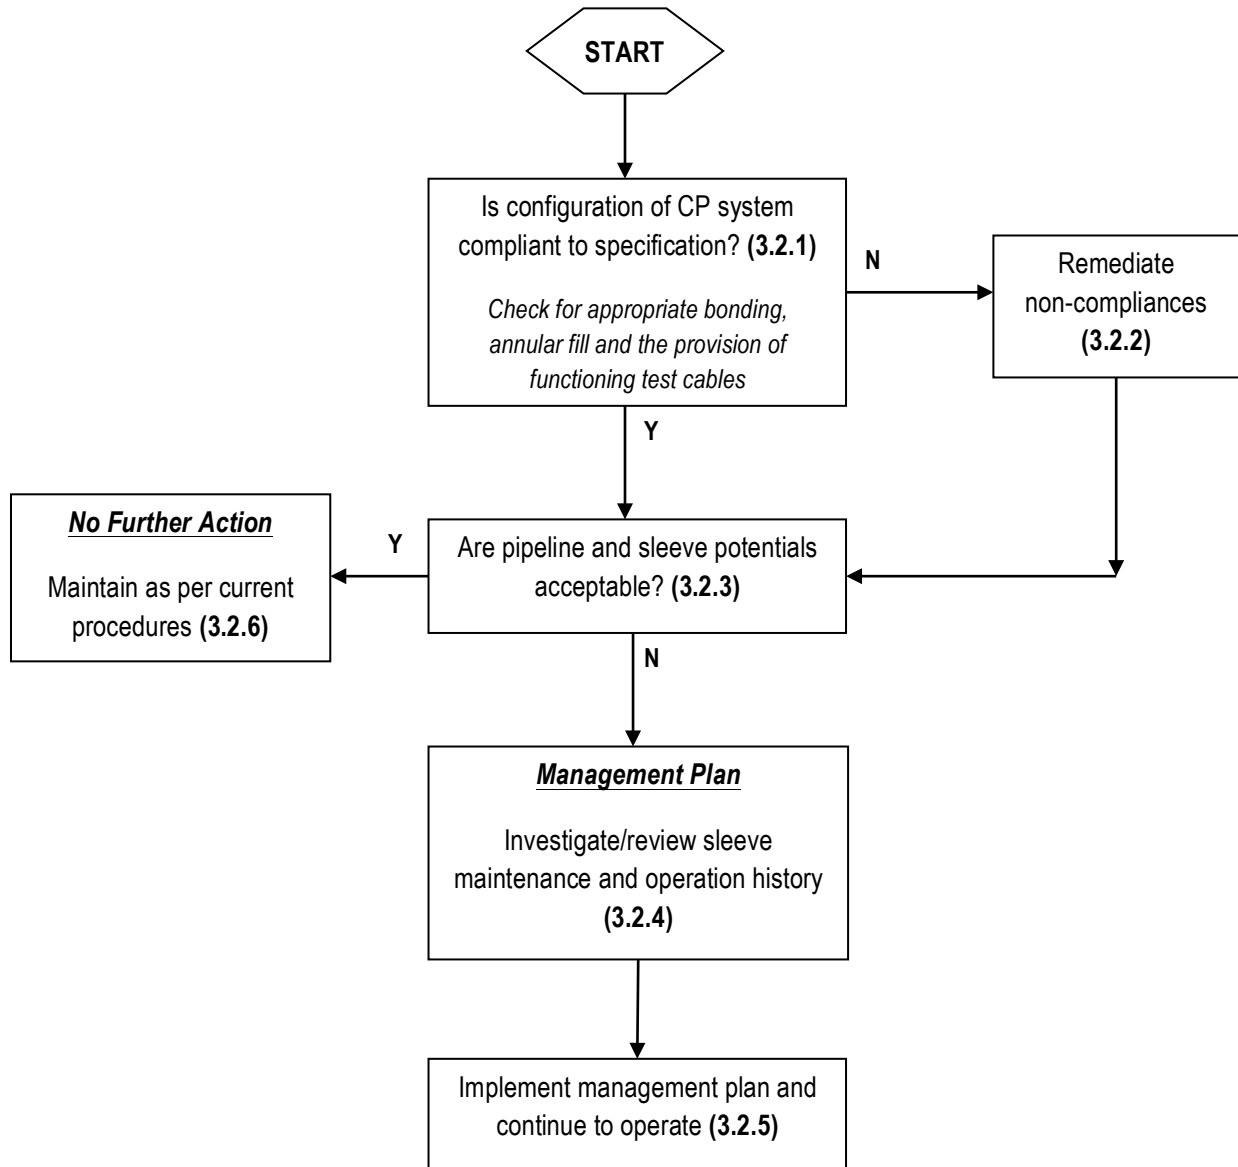 START
Is configuration of CP system
compliant to specification? (3.2.1)
Check for appropriate bonding,
annular fill and the provision of
functioning test cables
N
Remediate
non-compliances
(3.2.2)
Y
No Further Action
Maintain as per current
procedures (3.2.6)
Y
Are pipeline and sleeve potentials
acceptable? (3.2.3)
N
Management Plan
Investigate/review sleeve
maintenance and operation history
(3.2.4)
Implement management plan and
continue to operate (3.2.5)